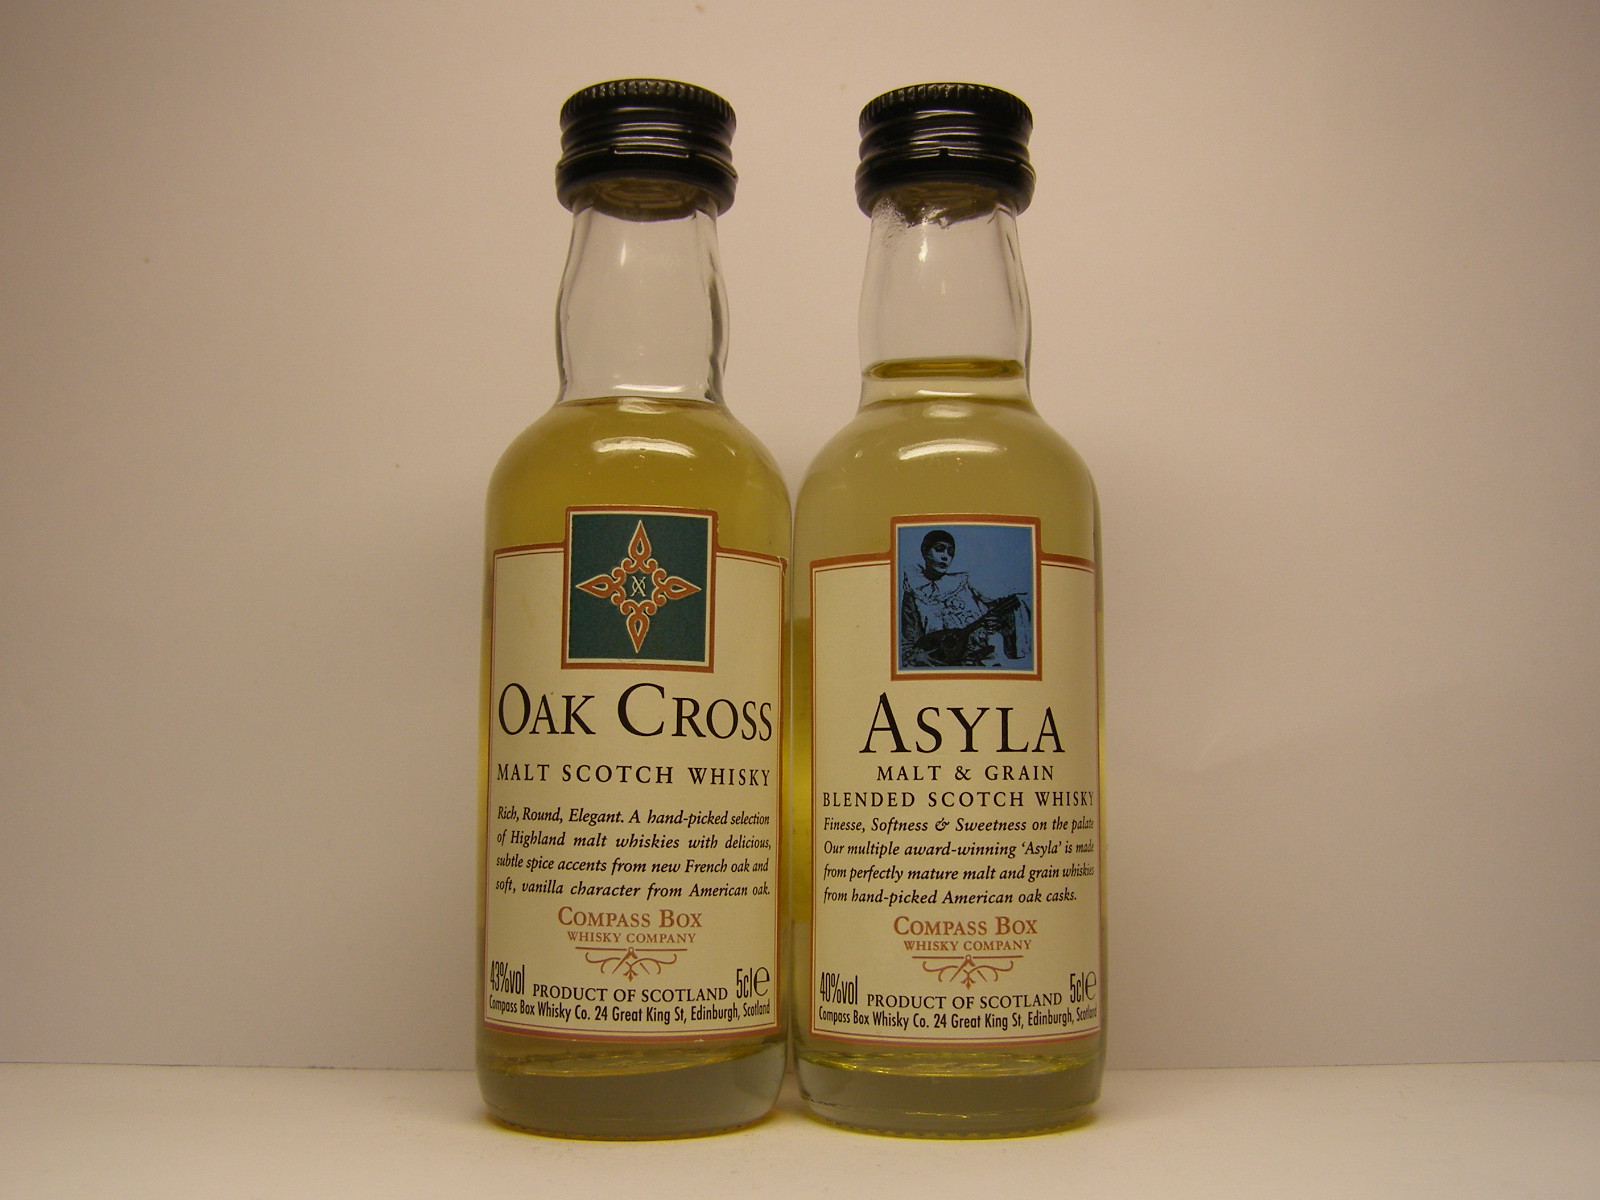 OAK CROSS
MALT SCOTCH WHISKY
Rich, Round, Elegant. A hand-picked selection
of Highland malt whiskies with delicious,
subtle spice accents from new French oak and
soft, vanilla character from American oak.
COMPASS BOX
WHISKY COMPANY
43%vol PRODUCT OF SCOTLAND 5cl e
Compass Box Whisky Co. 24 Great King St, Edinburgh, Scotland
ASYLA
MALT & GRAIN
BLENDED SCOTCH WHISKY
Finesse, Softness & Sweetness on the palate
Our multiple award-winning ‘Asyla’ is made
from perfectly mature malt and grain whiskies
from hand-picked American oak casks.
COMPASS BOX
WHISKY COMPANY
40%vol PRODUCT OF SCOTLAND 5cl e
Compass Box Whisky Co. 24 Great King St, Edinburgh, Scotland